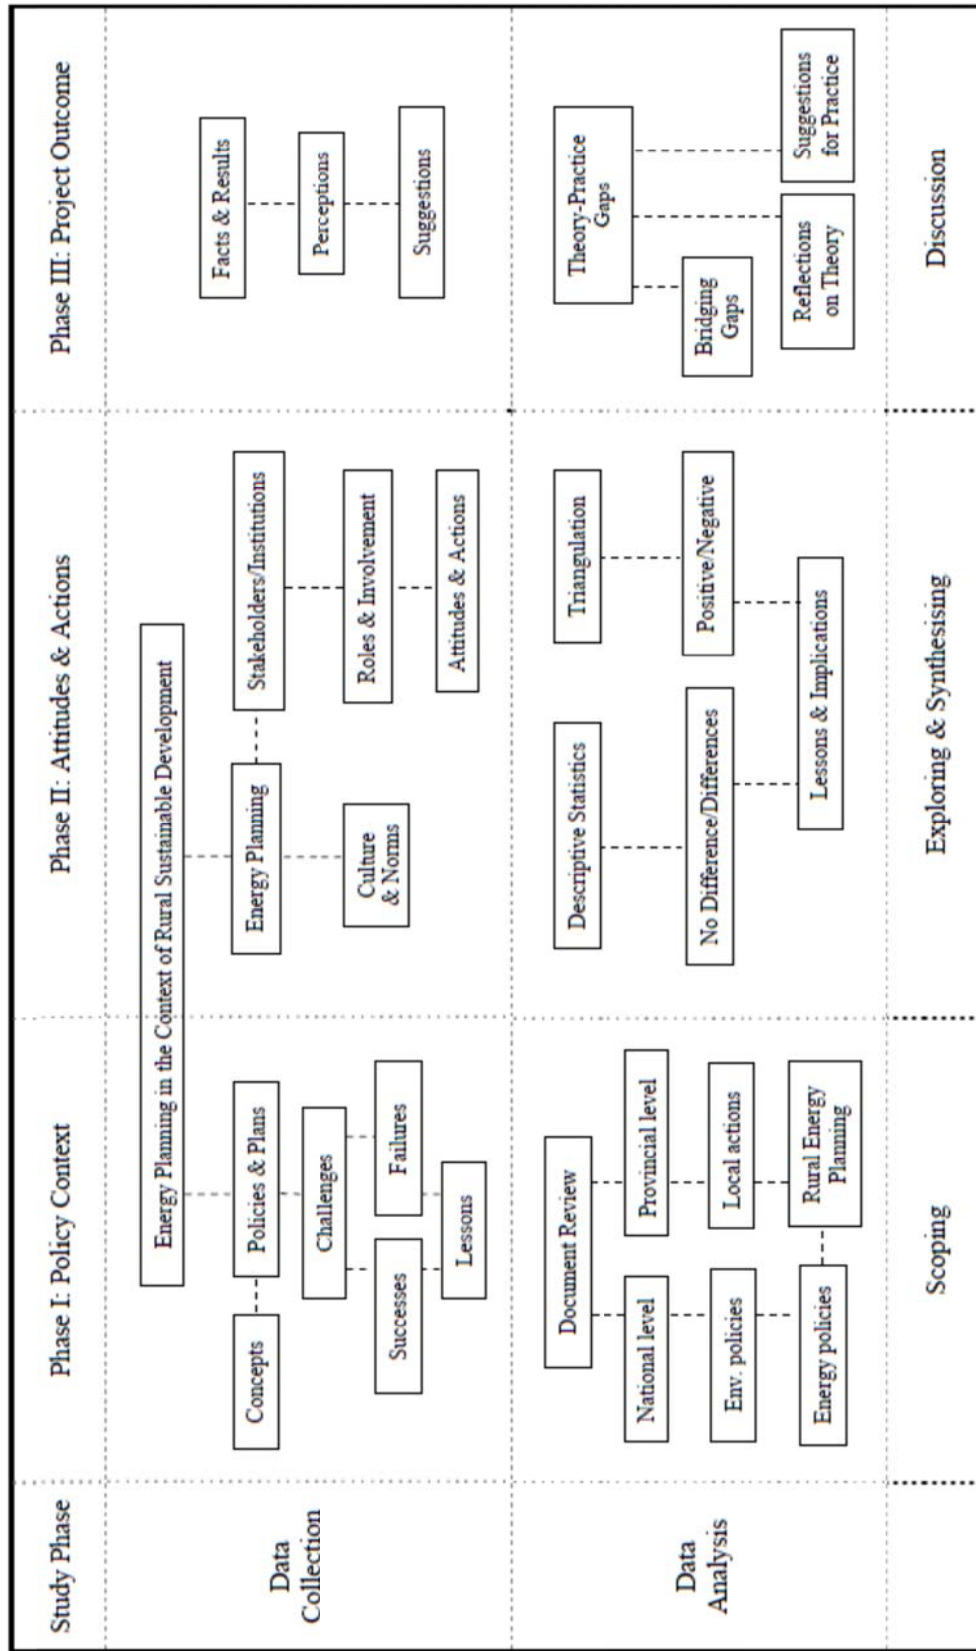 Study Phase
Phase I: Policy Context
Phase II: Attitudes & Actions
Phase III: Project Outcome
Data
Collection
Energy Planning in the Context of Rural Sustainable Development
Concepts
Policies & Plans
Challenges
Successes
Failures
Lessons
Energy Planning
Stakeholders/Institutions
Culture
& Norms
Roles & Involvement
Attitudes & Actions
Facts & Results
Perceptions
Suggestions
Data
Analysis
Document Review
National level
Provincial level
Env. policies
Local actions
Energy policies
Rural Energy
Planning
Descriptive Statistics
Triangulation
No Difference/Differences
Positive/Negative
Lessons & Implications
Theory-Practice
Gaps
Bridging
Gaps
Reflections
on Theory
Suggestions
for Practice
Scoping
Exploring & Synthesising
Discussion